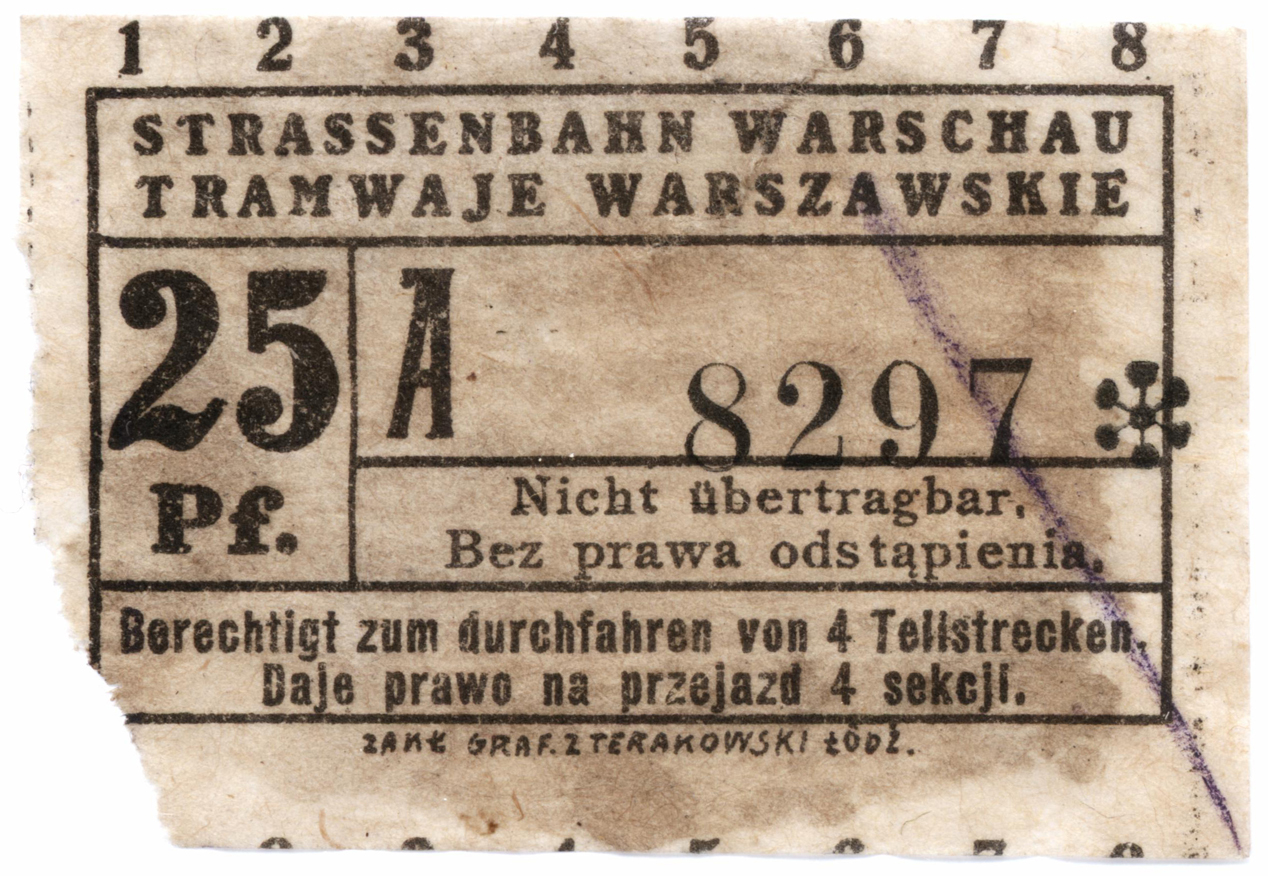 1 2 3 4 5 6 7 8
STRASSENBAHN WARSCHAU
TRAMWAJE WARSZAWSKIE
25
Pf.
A
8297
Nicht übertragbar.
Bez prawa odstąpienia.
Berechtigt zum durchfahren von 4 Teilstrecken.
Daje prawo na przejazd 4 sekcji.
ZAKŁ GRAF. Z TERAKOWSKI ŁÓDŹ.